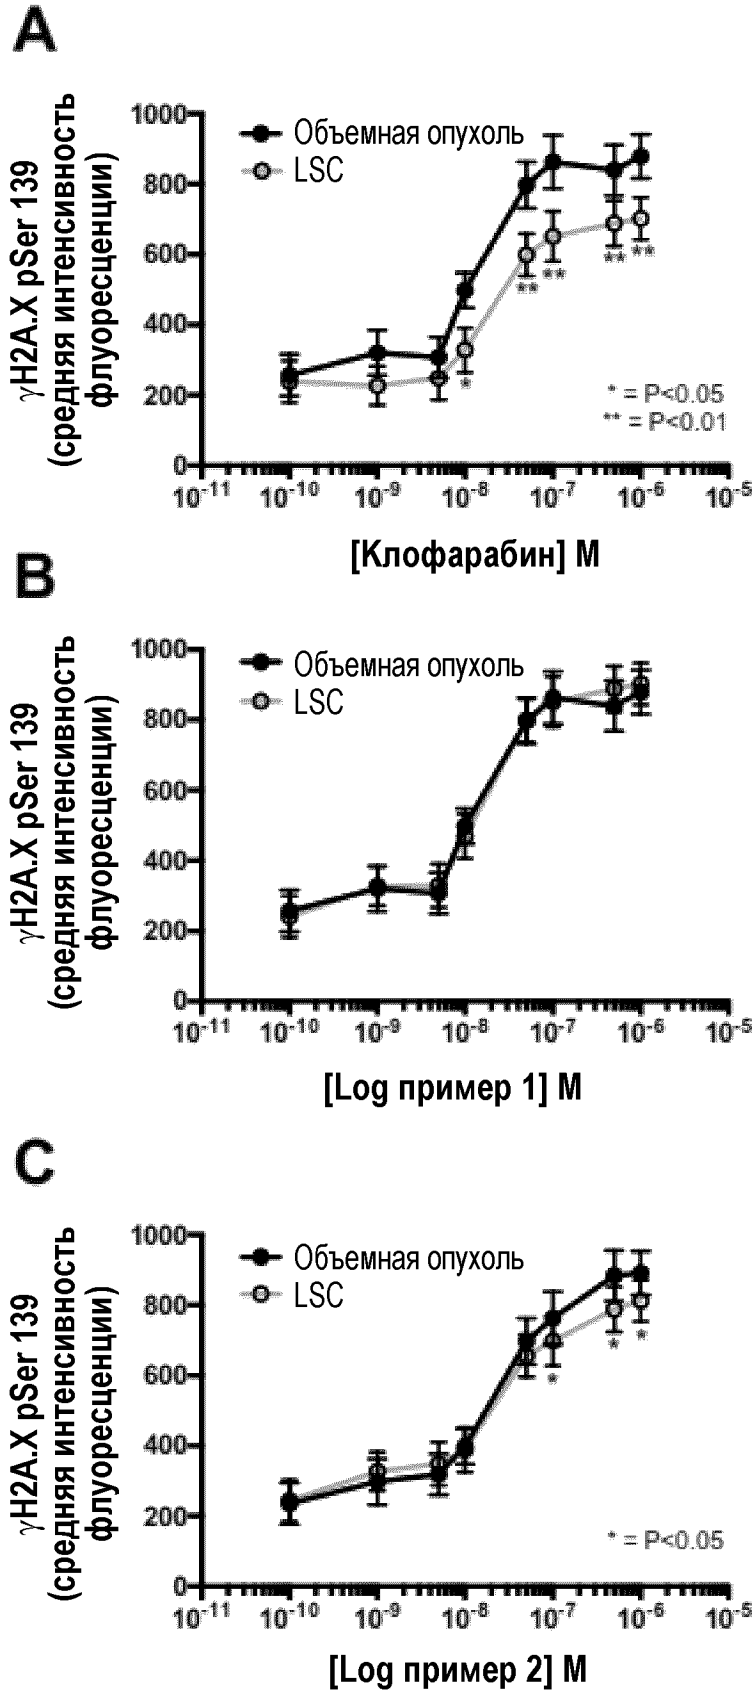 A
γH2A.X pSer 139
(средняя интенсивность
флуоресценции)
1000
800
600
400
200
0
Объемная опухоль
LSC
*
**
**
**
**
* = P<0.05
** = P<0.01
10-11 10-10 10-9 10-8 10-7 10-6 10-5
[Клофарабин] М
B
γH2A.X pSer 139
(средняя интенсивность
флуоресценции)
1000
800
600
400
200
0
Объемная опухоль
LSC
10-11 10-10 10-9 10-8 10-7 10-6 10-5
[Log пример 1] М
C
γH2A.X pSer 139
(средняя интенсивность
флуоресценции)
1000
800
600
400
200
0
Объемная опухоль
LSC
*
*
*
* = P<0.05
10-11 10-10 10-9 10-8 10-7 10-6 10-5
[Log пример 2] М